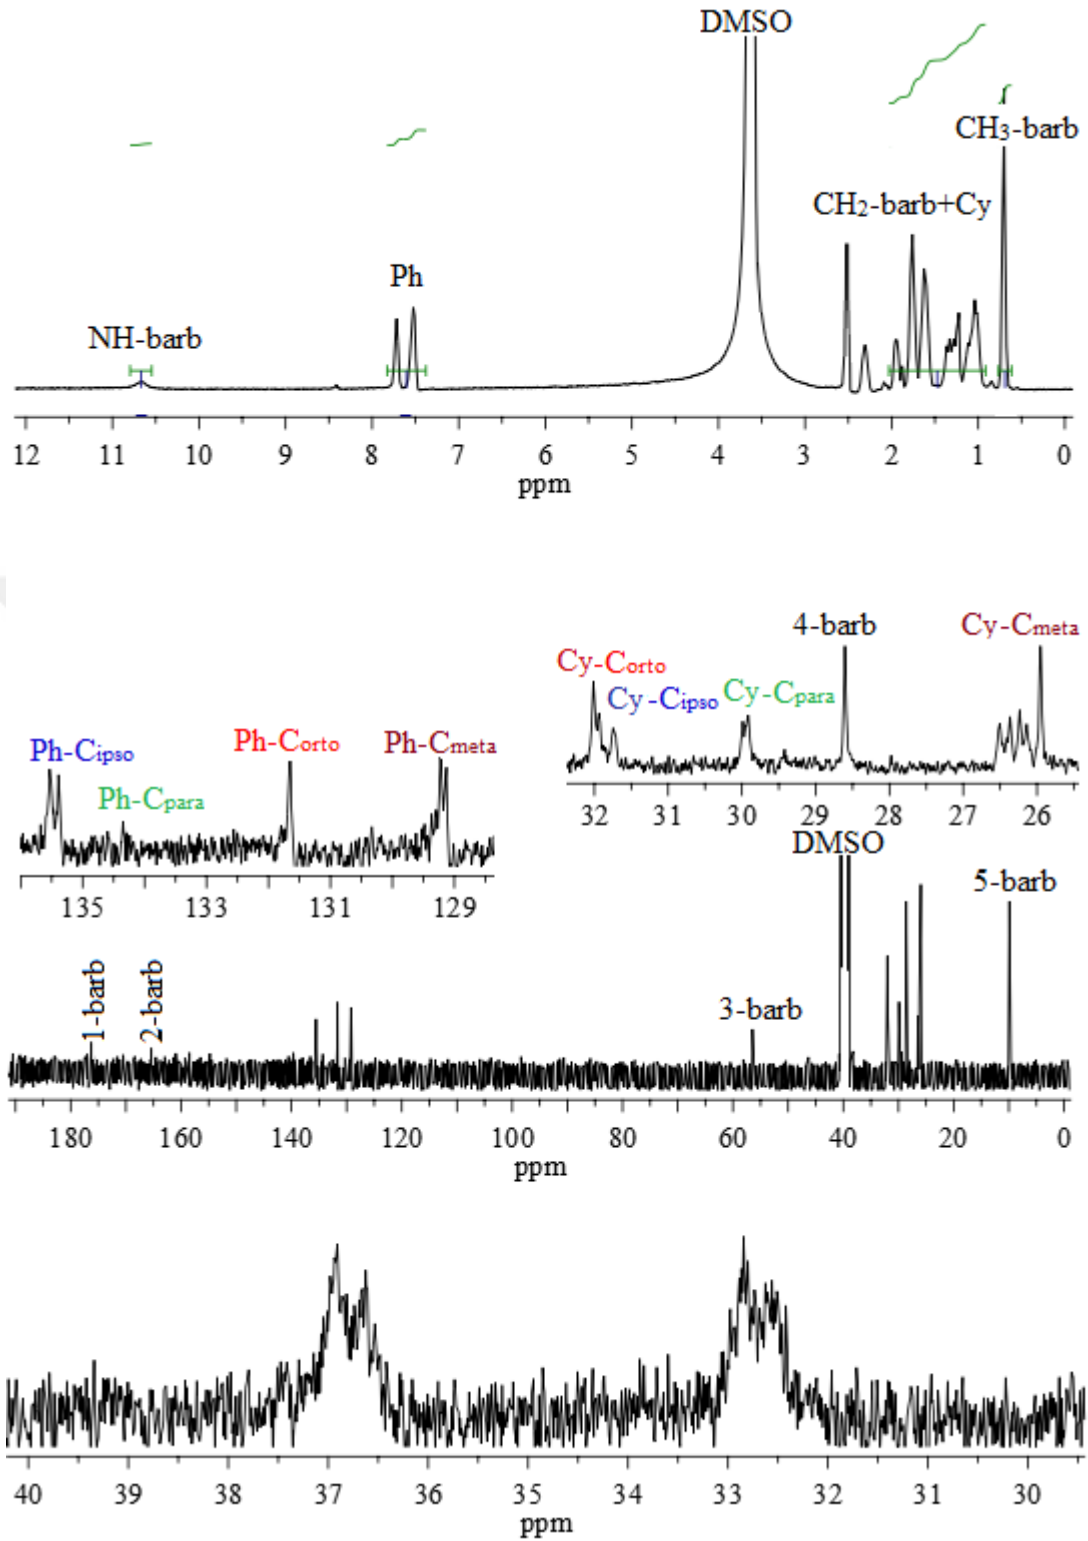 DMSO
CH3-barb
CH2-barb+Cy
Ph
NH-barb
12 11 10 9 8 7 6 5 4 3 2 1 0
ppm
4-barb Cy-Cmeta
Cy-Corto
Cy-Cipso Cy-Cpara
Ph-Cipso Ph-Corto Ph-Cmeta
Ph-Cpara
32 31 30 29 28 27 26
DMSO
135 133 131 129
5-barb
1-barb 2-barb
3-barb
180 160 140 120 100 80 60 40 20 0
ppm
40 39 38 37 36 35 34 33 32 31 30
ppm